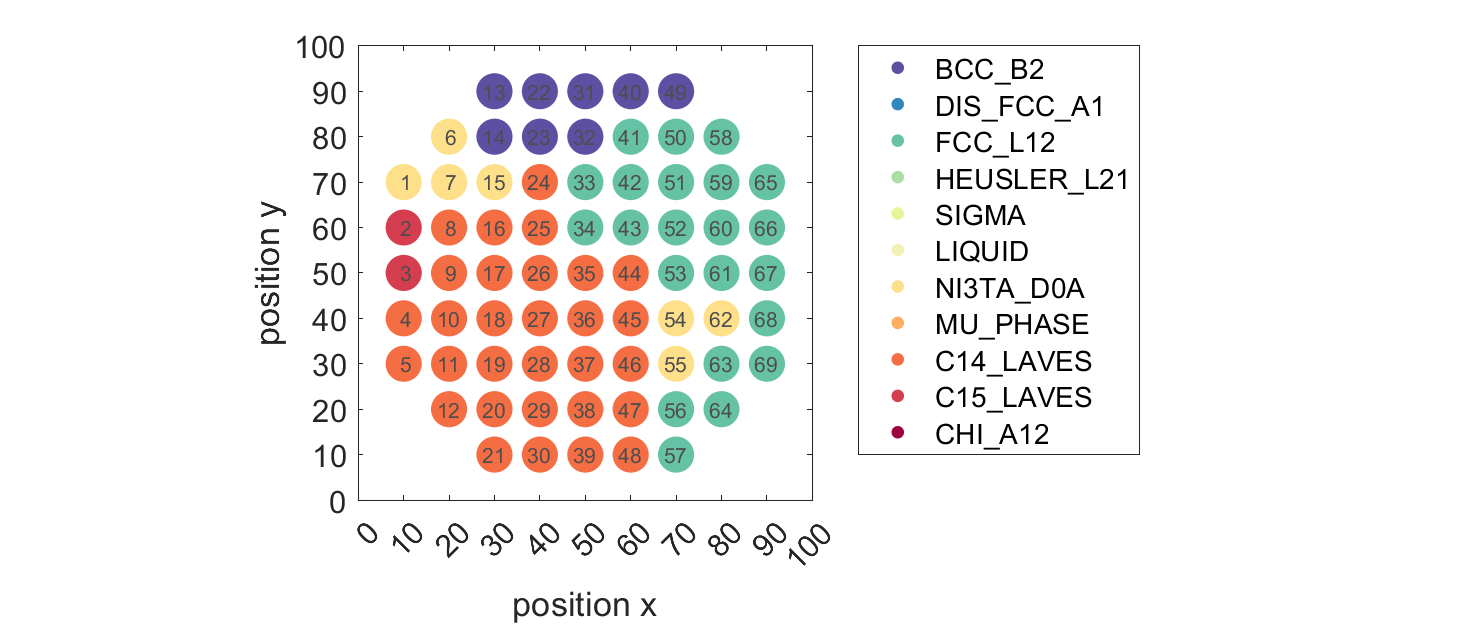 100
90
80
70
60
50
40
30
20
10
0
position y
13 22 31 40 49
6 14 23 32 41 50 58
1 7 15 24 33 42 51 59 65
2 8 16 25 34 43 52 60 66
3 9 17 26 35 44 53 61 67
4 10 18 27 36 45 54 62 68
5 11 19 28 37 46 55 63 69
12 20 29 38 47 56 64
21 30 39 48 57
0 10 20 30 40 50 60 70 80 90 100
position x
BCC_B2
DIS_FCC_A1
FCC_L12
HEUSLER_L21
SIGMA
LIQUID
NI3TA_D0A
MU_PHASE
C14_LAVES
C15_LAVES
CHI_A12